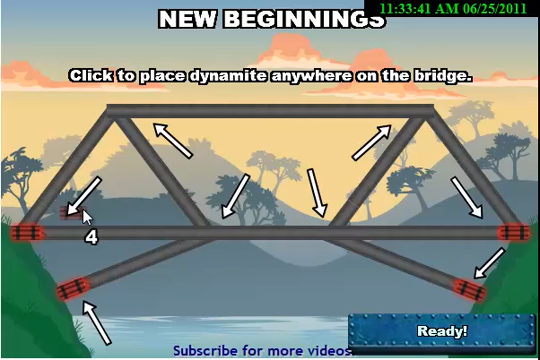 11:33:41 AM 06/25/2011
NEW BEGINNINGS
Click to place dynamite anywhere on the bridge.
4
Ready!
Subscribe for more videos.